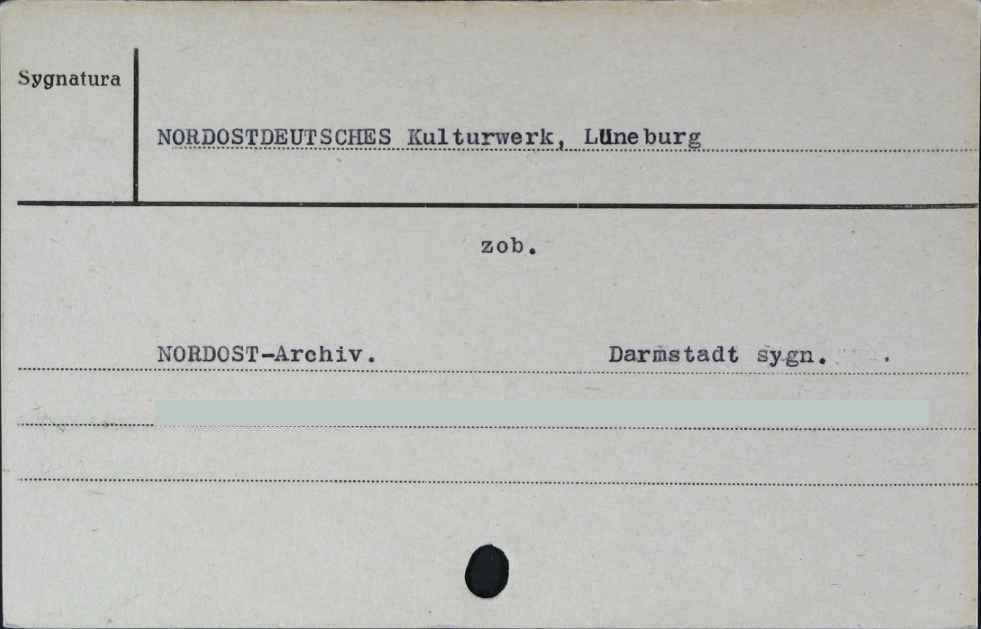 Sygnatura
NORDOSTDEUTSCHES Kulturwerk, Lüneburg
zob.
NORDOST-Archiv. Darmstadt sygn. .